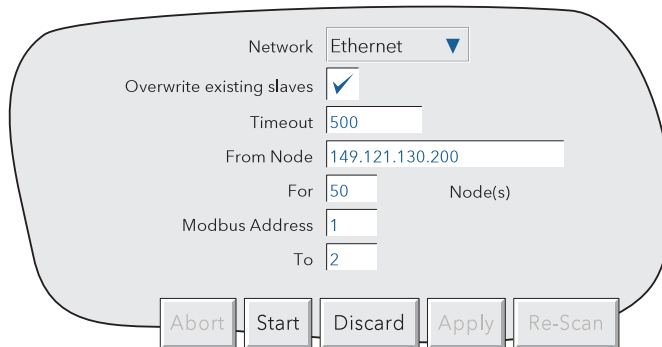 Network Ethernet
Overwrite existing slaves
Timeout 500
From Node 149.121.130.200
For 50 Node(s)
Modbus Address 1
To 2
Abort Start Discard Apply Re-Scan